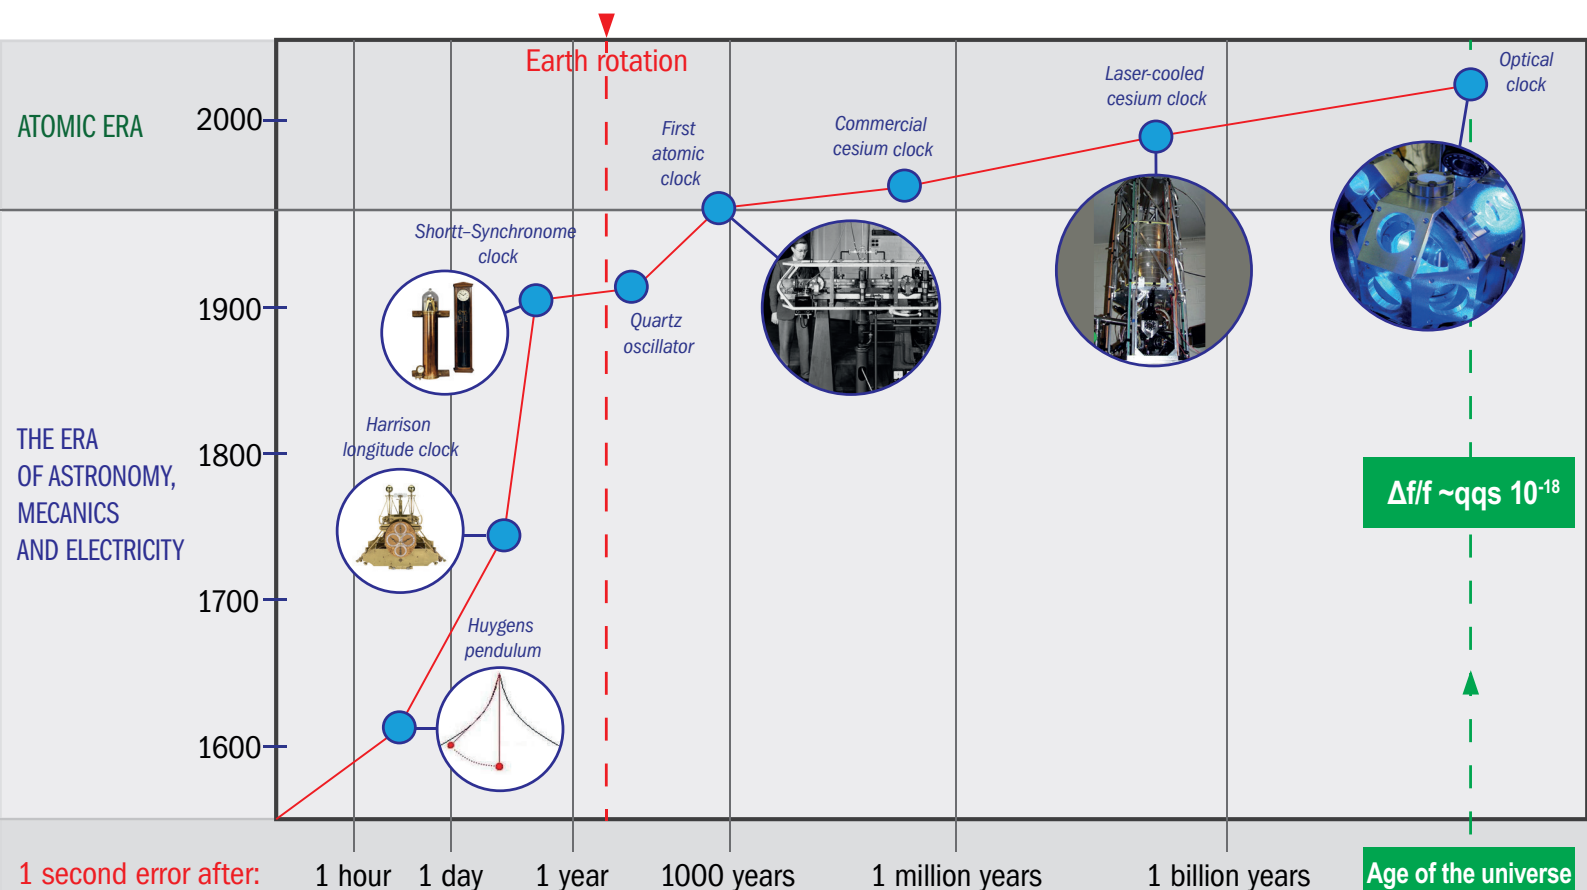 Earth rotation
ATOMIC ERA
2000
Optical
clock
Laser-cooled
cesium clock
Commercial
cesium clock
First
atomic
clock
Shortt–Synchronome
clock
1900
Quartz
oscillator
Harrison
longitude clock
THE ERA
OF ASTRONOMY,
MECANICS
AND ELECTRICITY
1800
Δf/f ~qqs 10⁻¹⁸
1700
Huygens
pendulum
1600
1 second error after:
1 hour
1 day
1 year
1000 years
1 million years
1 billion years
Age of the universe